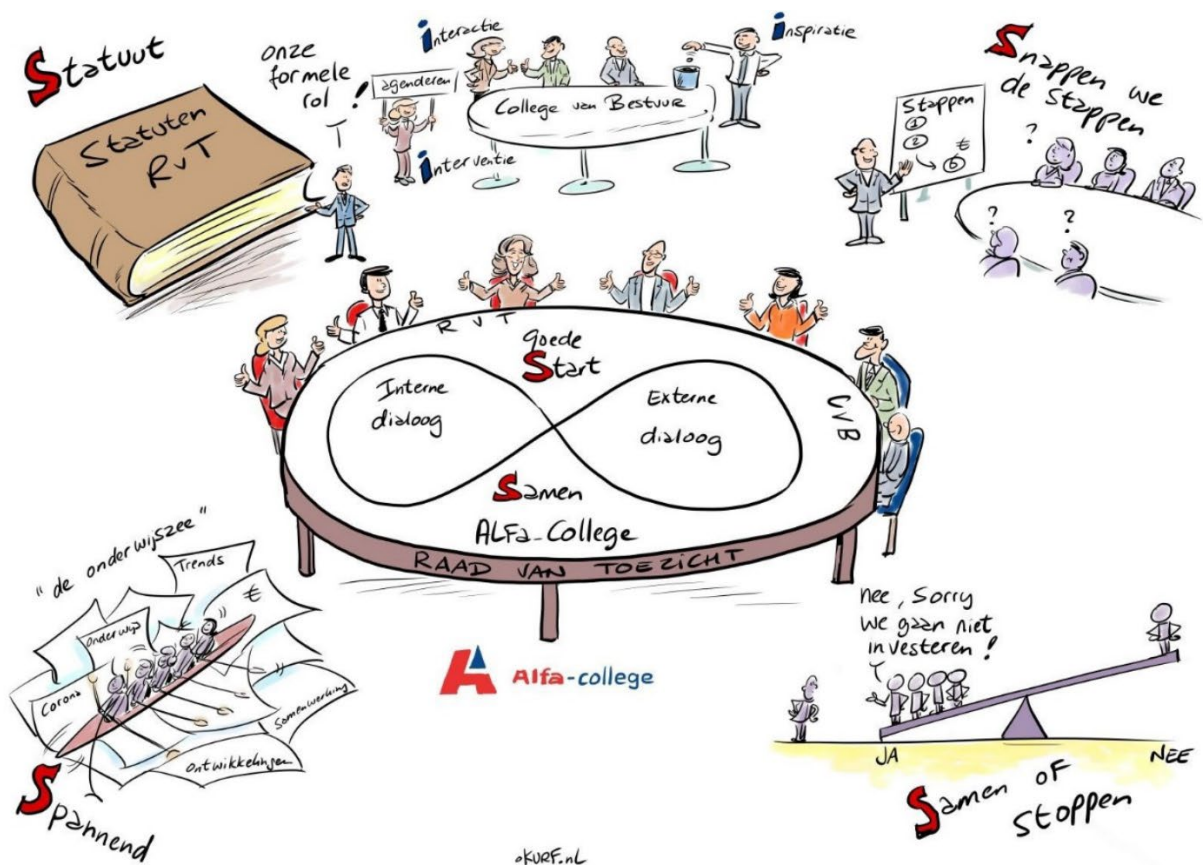 Statuut
Statuten
RvT
onze
formele
rol!
interactie
inspiratie
agenderen
College van Bestuur
interventie
Snappen we
de Stappen
Stappen
1
2
€
5
?
?
?
RvT
CvB
goede
Start
Interne
dialoog
Externe
dialoog
Samen
ALFa-College
RAAD VAN TOEZICHT
"de onderwijszee"
Trends
€
Onderwijs
Corona
Samenwerking
Ontwikkelingen
Spannend
Alfa-college
nee, Sorry
we gaan niet
investeren!
JA
NEE
Samen OF
Stoppen
KURF.nL